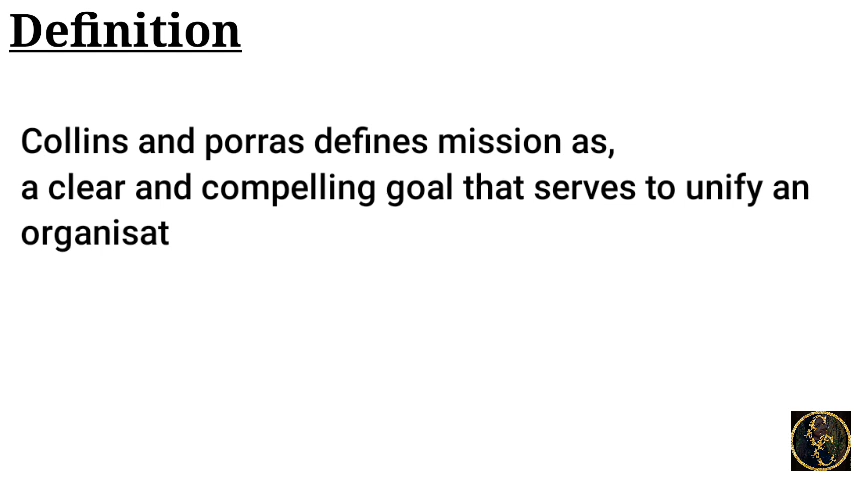 Definition
Collins and porras defines mission as,
a clear and compelling goal that serves to unify an
organisat